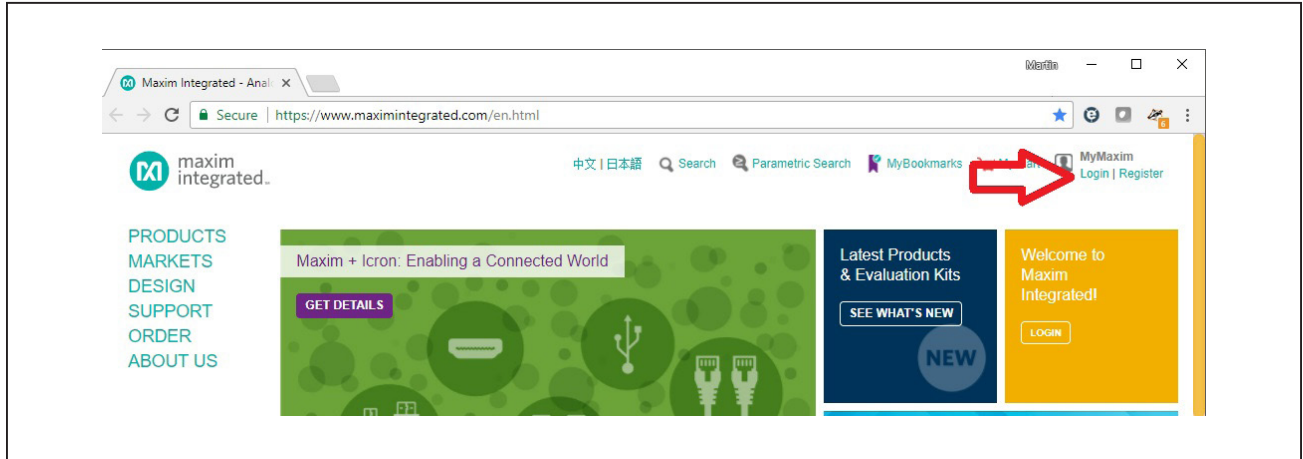 Martin
Maxim Integrated - Anal
Secure | https://www.maximintegrated.com/en.html
6
maxim
integrated™
中文 | 日本語 Search Parametric Search MyBookmarks
MyMaxim
Login | Register
PRODUCTS
MARKETS
DESIGN
SUPPORT
ORDER
ABOUT US
Maxim + Icron: Enabling a Connected World
GET DETAILS
Latest Products
& Evaluation Kits
SEE WHAT'S NEW
NEW
Welcome to
Maxim
Integrated!
LOGIN